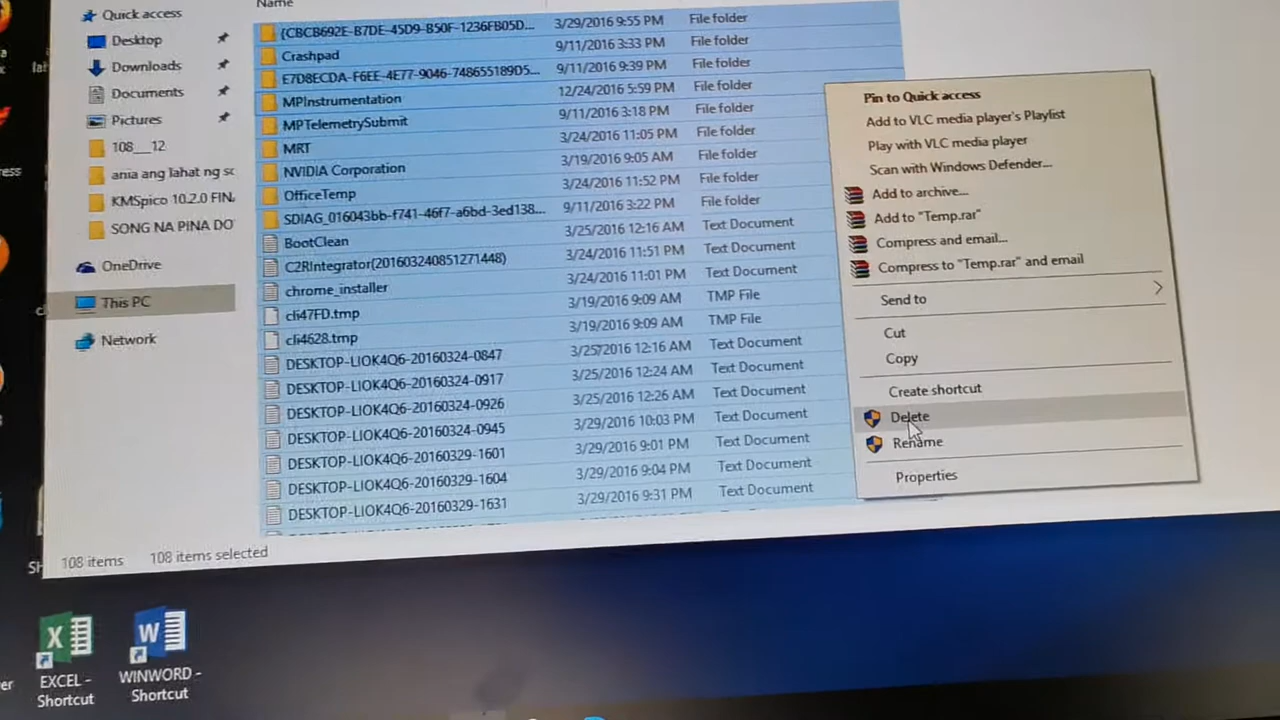 Name
Quick access
Desktop
Downloads
Documents
Pictures
108___12
ania ang lahat ng sc
KMSpico 10.2.0 FIN
SONG NA PINA DO
OneDrive
This PC
Network
{CBCB692E-B7DE-45D9-B50F-1236FB05D... 3/29/2016 9:55 PM File folder
Crashpad 9/11/2016 3:33 PM File folder
E7D8ECDA-F6EE-4E77-9046-748655189D5... 9/11/2016 9:39 PM File folder
MPInstrumentation 12/24/2016 5:59 PM File folder
MPTelemetrySubmit 9/11/2016 3:18 PM File folder
MRT 3/24/2016 11:05 PM File folder
NVIDIA Corporation 3/19/2016 9:05 AM File folder
OfficeTemp 3/24/2016 11:52 PM File folder
SDIAG_016043bb-f741-46f7-a6bd-3ed138... 9/11/2016 3:22 PM File folder
BootClean 3/25/2016 12:16 AM Text Document
C2RIntegrator(201603240851271448) 3/24/2016 11:51 PM Text Document
chrome_installer 3/24/2016 11:01 PM Text Document
cli47FD.tmp 3/19/2016 9:09 AM TMP File
cli4628.tmp 3/19/2016 9:09 AM TMP File
DESKTOP-LIOK4Q6-20160324-0847 3/25/2016 12:16 AM Text Document
DESKTOP-LIOK4Q6-20160324-0917 3/25/2016 12:24 AM Text Document
DESKTOP-LIOK4Q6-20160324-0926 3/25/2016 12:26 AM Text Document
DESKTOP-LIOK4Q6-20160324-0945 3/29/2016 10:03 PM Text Document
DESKTOP-LIOK4Q6-20160329-1601 3/29/2016 9:01 PM Text Document
DESKTOP-LIOK4Q6-20160329-1604 3/29/2016 9:04 PM Text Document
DESKTOP-LIOK4Q6-20160329-1631 3/29/2016 9:31 PM Text Document
Pin to Quick access
Add to VLC media player's Playlist
Play with VLC media player
Scan with Windows Defender...
Add to archive...
Add to "Temp.rar"
Compress and email...
Compress to "Temp.rar" and email
Send to
Cut
Copy
Create shortcut
Delete
Rename
Properties
108 items 108 items selected
EXCEL - Shortcut
WINWORD - Shortcut